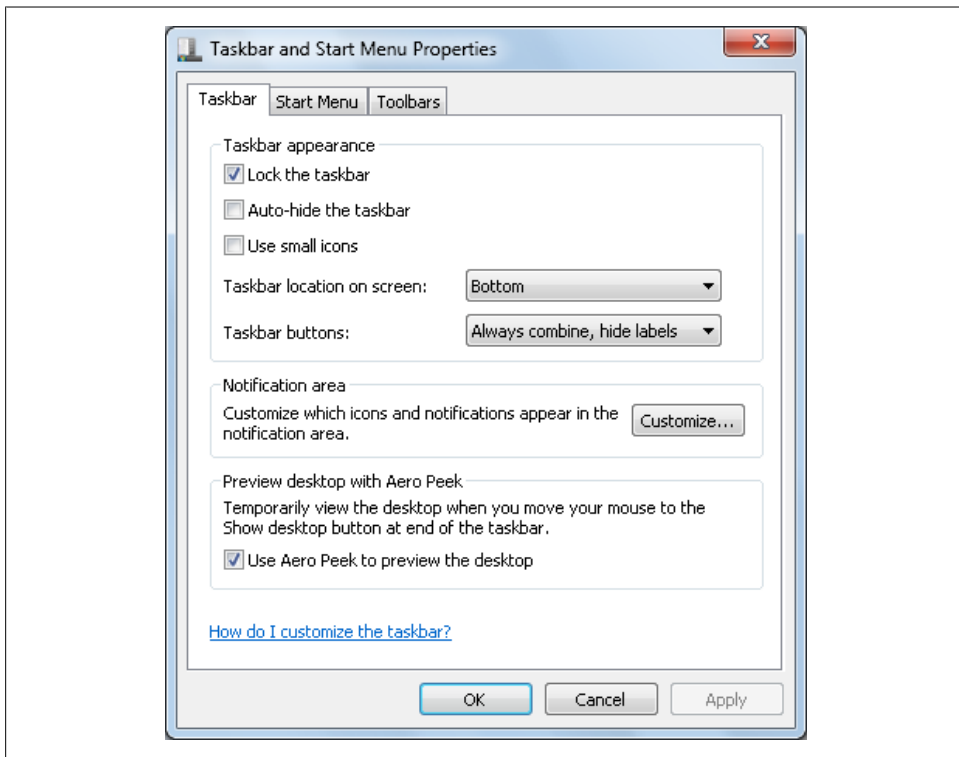 Taskbar and Start Menu Properties
Taskbar Start Menu Toolbars
Taskbar appearance
Lock the taskbar
Auto-hide the taskbar
Use small icons
Taskbar location on screen: Bottom
Taskbar buttons: Always combine, hide labels
Notification area
Customize which icons and notifications appear in the
notification area.
Customize...
Preview desktop with Aero Peek
Temporarily view the desktop when you move your mouse to the
Show desktop button at end of the taskbar.
Use Aero Peek to preview the desktop
How do I customize the taskbar?
OK Cancel Apply